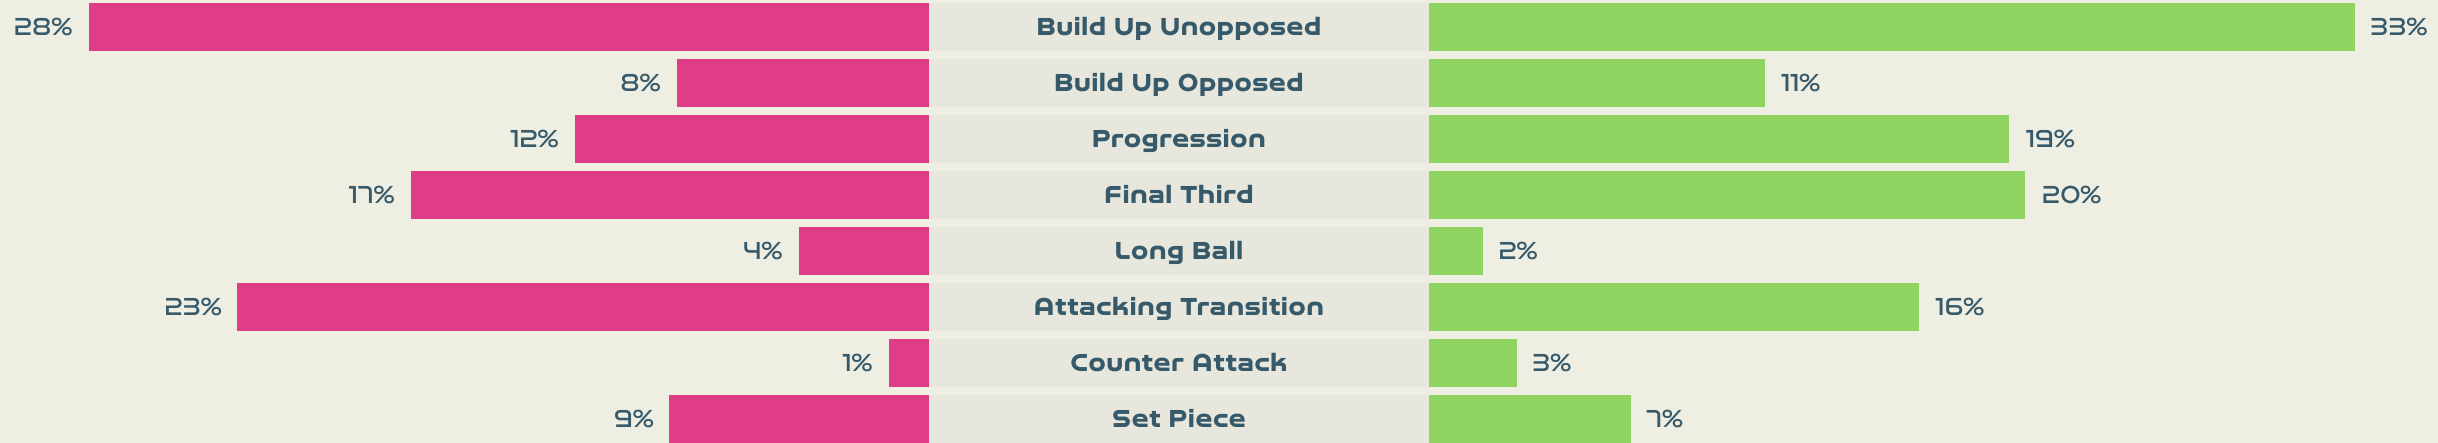 28% Build Up Unopposed 33%
8% Build Up Opposed 11%
12% Progression 19%
17% Final Third 20%
4% Long Ball 2%
23% Attacking Transition 16%
1% Counter Attack 3%
9% Set Piece 7%